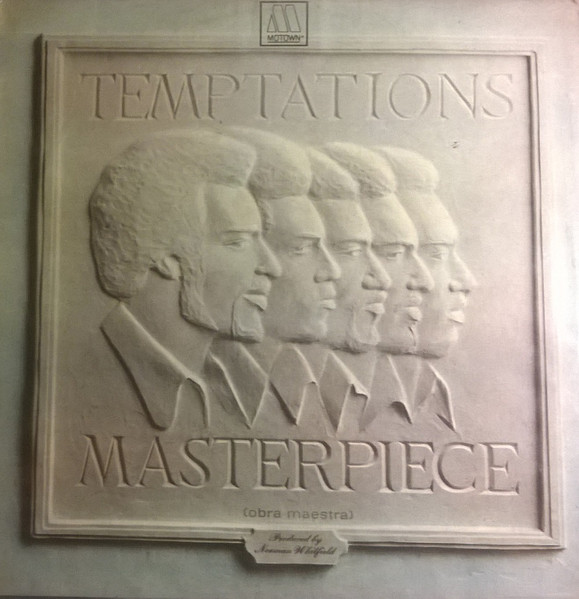 MOTOWN
TEMPTATIONS
MASTERPIECE
(obra maestra)
Produced by
Norman Whitfield